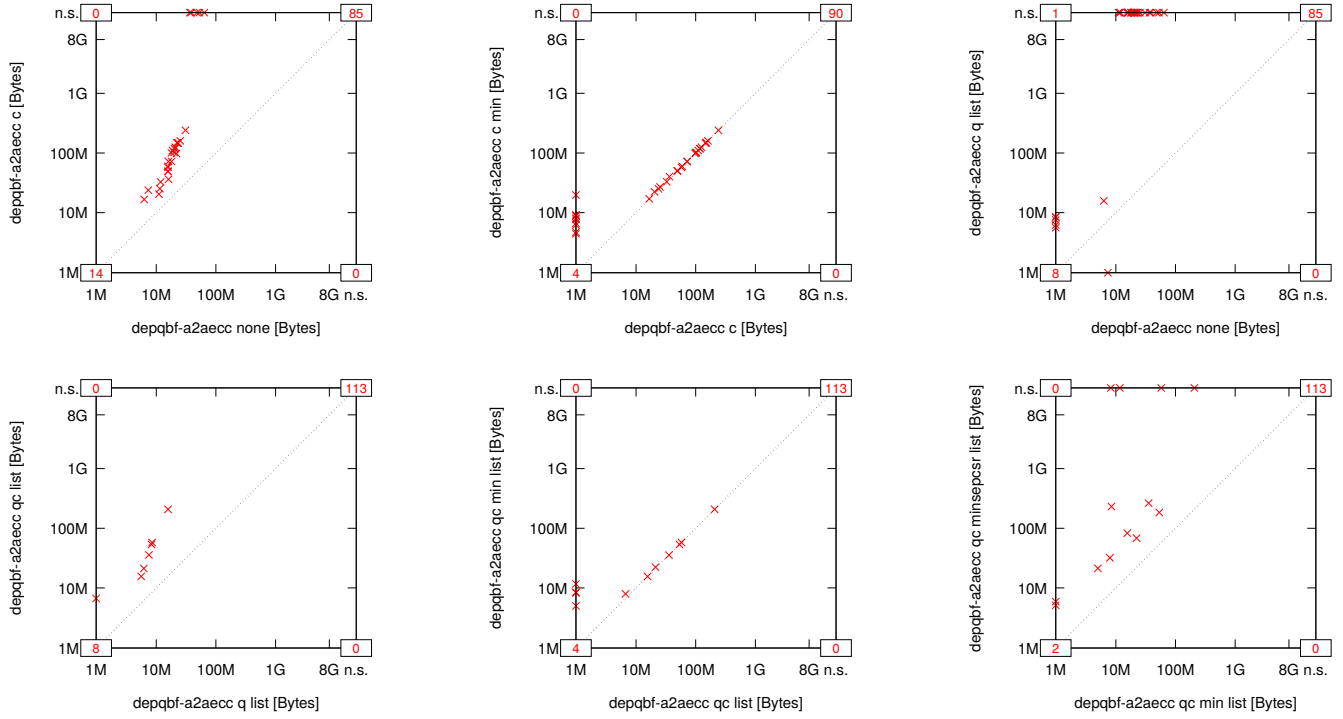 n.s. 0 85
8G
1G
100M
10M
1M 14 0
1M 10M 100M 1G 8G n.s.
depqbf-a2aecc c [Bytes]
depqbf-a2aecc none [Bytes]
n.s. 0 90
8G
1G
100M
10M
1M 4 0
1M 10M 100M 1G 8G n.s.
depqbf-a2aecc c min [Bytes]
depqbf-a2aecc c [Bytes]
n.s. 1 85
8G
1G
100M
10M
1M 8 0
1M 10M 100M 1G 8G n.s.
depqbf-a2aecc q list [Bytes]
depqbf-a2aecc none [Bytes]
n.s. 0 113
8G
1G
100M
10M
1M 8 0
1M 10M 100M 1G 8G n.s.
depqbf-a2aecc qc list [Bytes]
depqbf-a2aecc q list [Bytes]
n.s. 0 113
8G
1G
100M
10M
1M 4 0
1M 10M 100M 1G 8G n.s.
depqbf-a2aecc qc min list [Bytes]
depqbf-a2aecc qc list [Bytes]
n.s. 0 113
8G
1G
100M
10M
1M 2 0
1M 10M 100M 1G 8G n.s.
depqbf-a2aecc qc minsepcsr list [Bytes]
depqbf-a2aecc qc min list [Bytes]